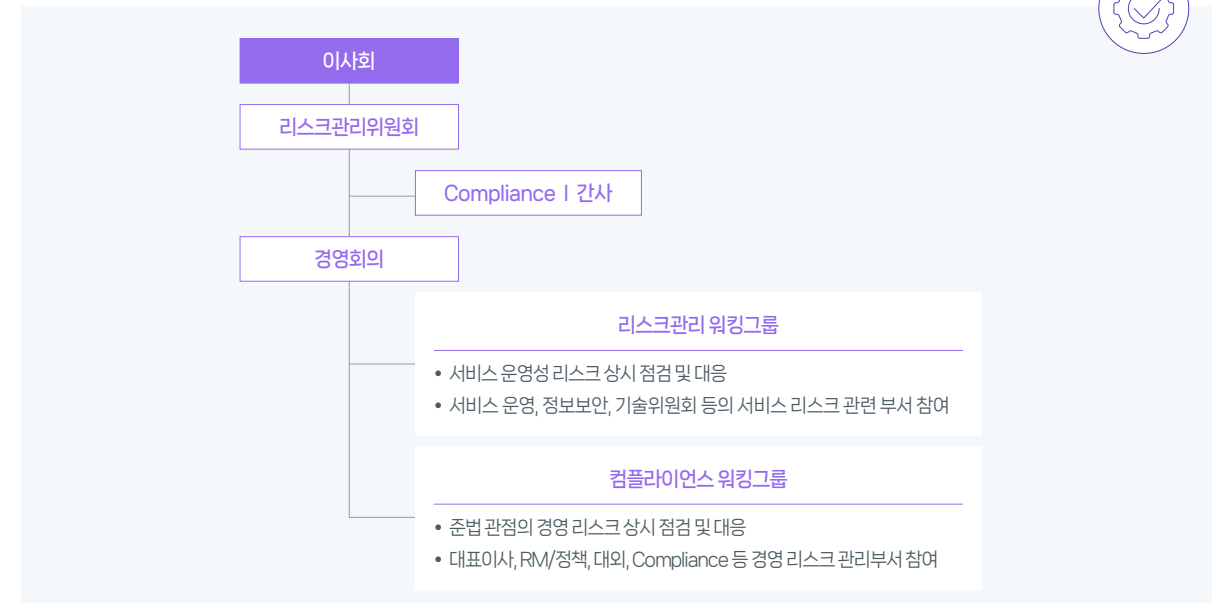 이사회
리스크관리위원회
Compliance l 간사
경영회의
리스크관리 워킹그룹
• 서비스 운영성 리스크 상시 점검 및 대응
• 서비스 운영, 정보보안, 기술위원회 등의 서비스 리스크 관련 부서 참여
컴플라이언스 워킹그룹
• 준법 관점의 경영 리스크 상시 점검 및 대응
• 대표이사, RM/정책, 대외, Compliance 등 경영 리스크 관리부서 참여